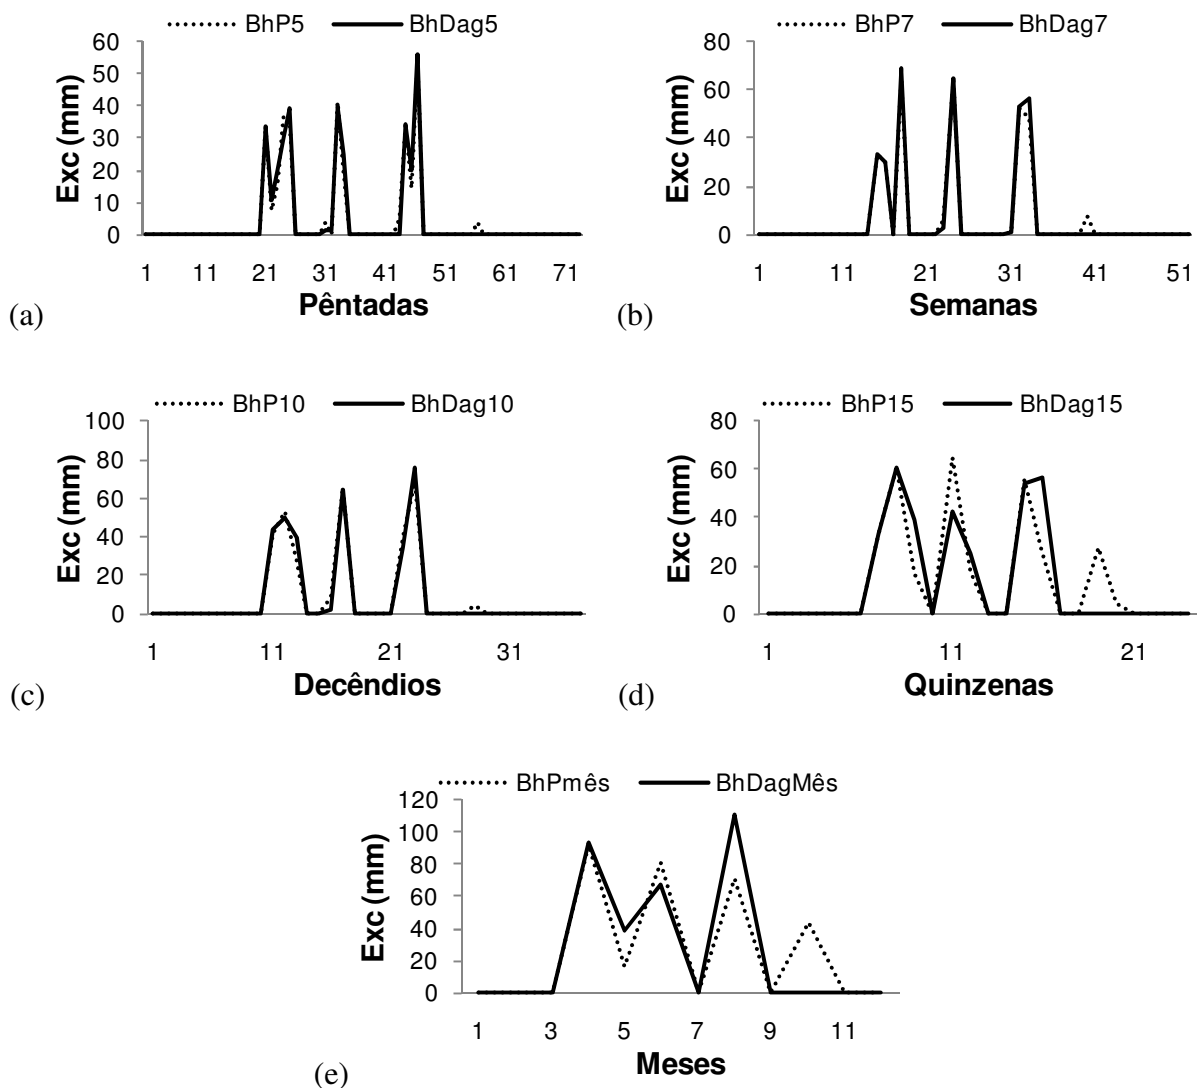 BhP5 BhDag5
60
50
40
30
20
10
0
Exc (mm)
1 11 21 31 41 51 61 71
Pêntadas
(a)
BhP7 BhDag7
80
60
40
20
0
Exc (mm)
1 11 21 31 41 51
Semanas
(b)
BhP10 BhDag10
100
80
60
40
20
0
Exc (mm)
1 11 21 31
Decêndios
(c)
BhP15 BhDag15
80
60
40
20
0
Exc (mm)
1 11 21
Quinzenas
(d)
BhPmês BhDagMês
120
100
80
60
40
20
0
Exc (mm)
1 3 5 7 9 11
Meses
(e)